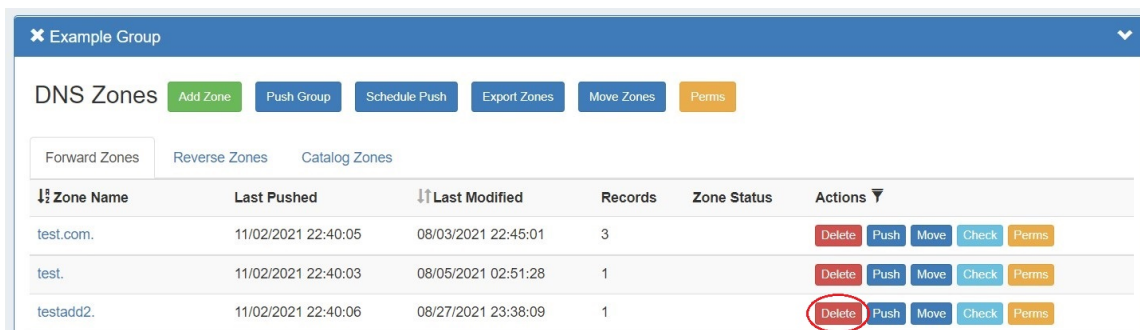 Example Group
DNS Zones Add Zone Push Group Schedule Push Export Zones Move Zones Perms
Forward Zones Reverse Zones Catalog Zones
Zone Name Last Pushed Last Modified Records Zone Status Actions
test.com. 11/02/2021 22:40:05 08/03/2021 22:45:01 3 Delete Push Move Check Perms
test. 11/02/2021 22:40:03 08/05/2021 02:51:28 1 Delete Push Move Check Perms
testadd2. 11/02/2021 22:40:06 08/27/2021 23:38:09 1 Delete Push Move Check Perms